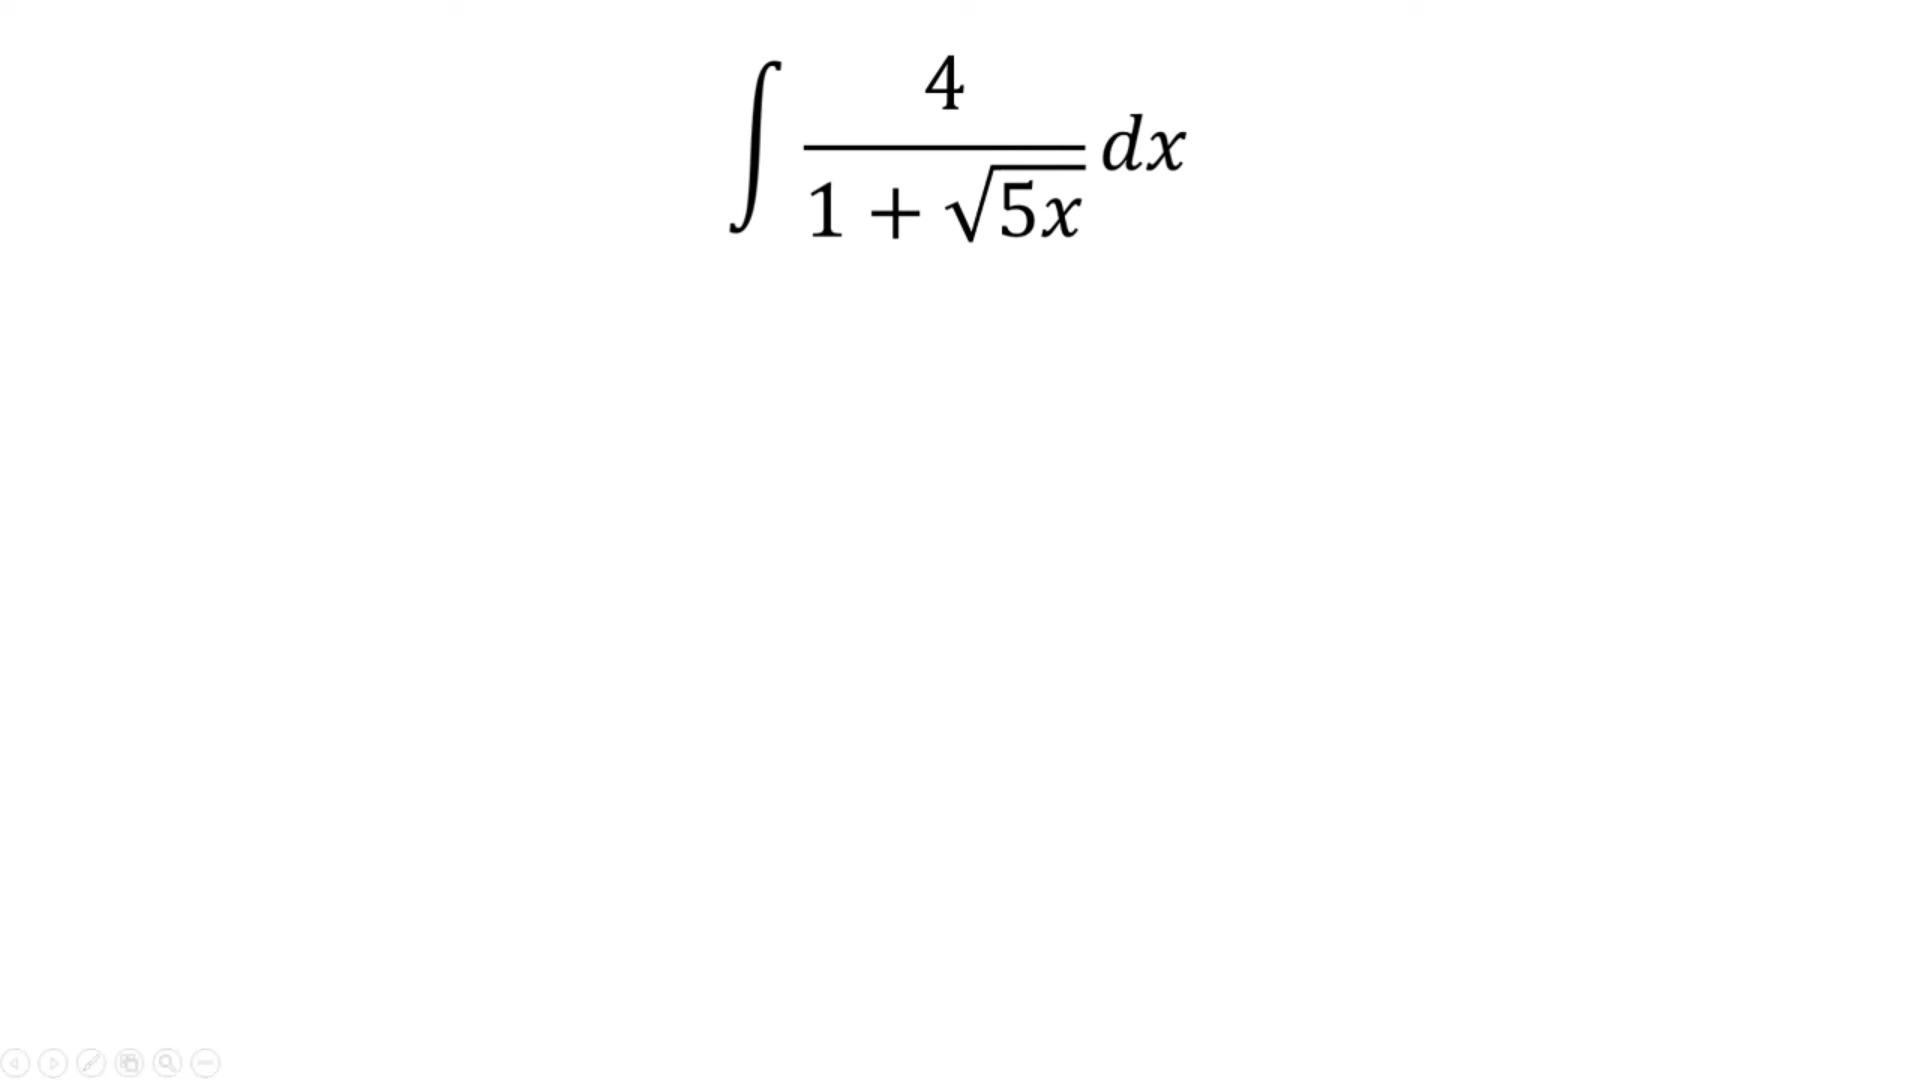 ∫ 4/(1 + √5x) dx